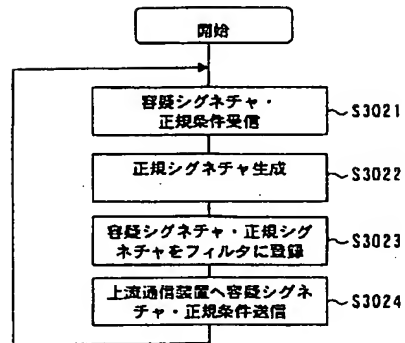 開始
容疑シグネチャ・
正規条件受信
S3021
正規シグネチャ生成
S3022
容疑シグネチャ・正規シグ
ネチャをフィルタに登録
S3023
上流通信装置へ容疑シグネ
チャ・正規条件送信
S3024